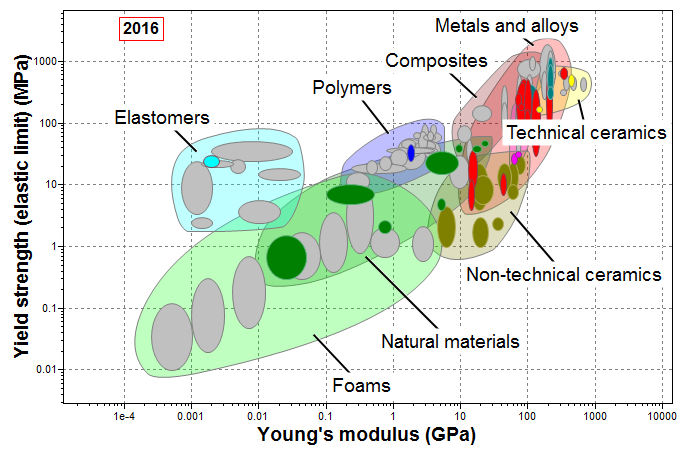 2016
Metals and alloys
Composites
Polymers
Elastomers
Technical ceramics
Non-technical ceramics
Natural materials
Foams
Yield strength (elastic limit) (MPa)
1000
100
10
1
0.1
0.01
1e-4
0.001
0.01
0.1
1
10
100
1000
10000
Young's modulus (GPa)